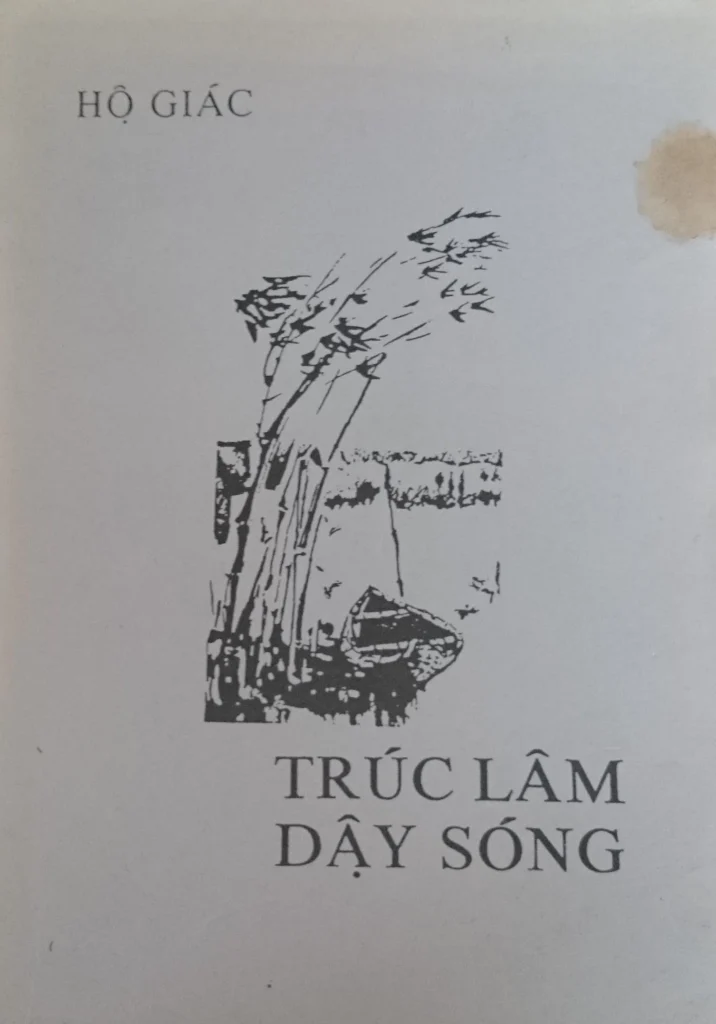 HỘ GIÁC
TRÚC LÂM
DẬY SÓNG